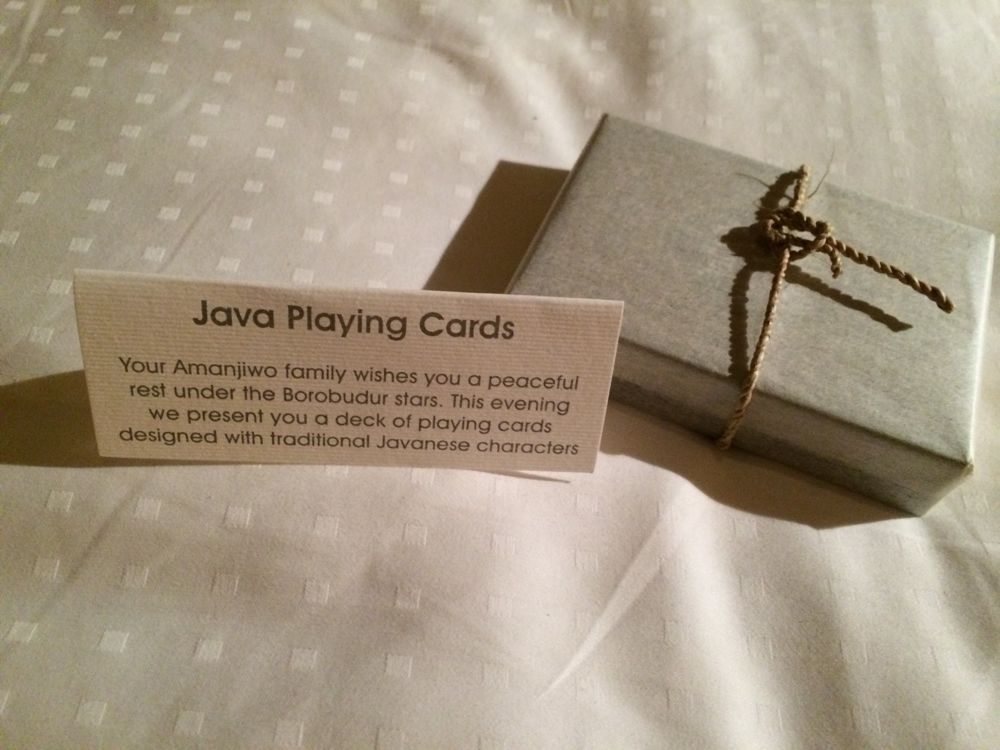 Java Playing Cards
Your Amanjiwo family wishes you a peaceful
rest under the Borobudur stars. This evening
we present you a deck of playing cards
designed with traditional Javanese characters